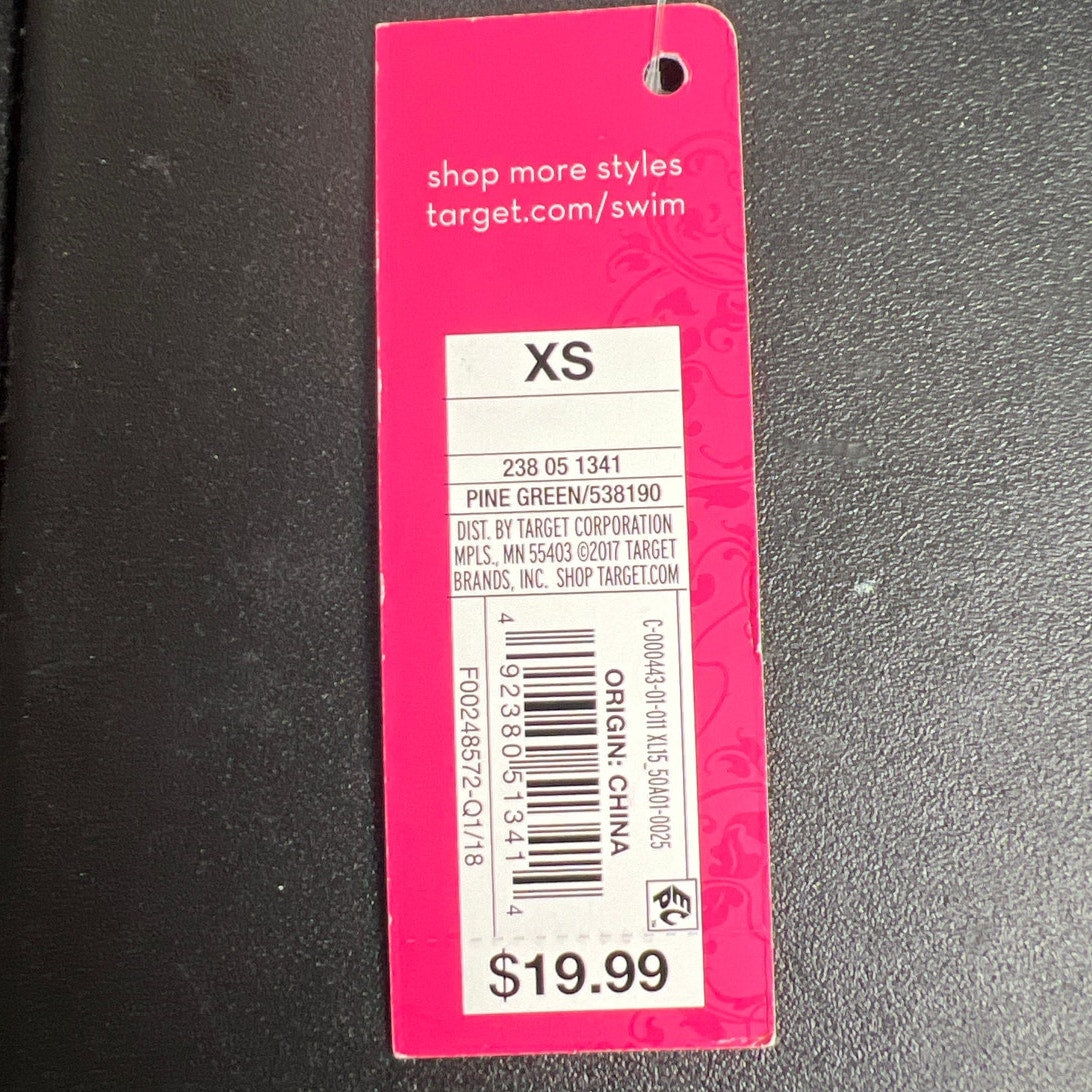 shop more styles
target.com/swim
XS
238 05 1341
PINE GREEN/538190
DIST. BY TARGET CORPORATION
MPLS., MN 55403 ©2017 TARGET
BRANDS, INC. SHOP TARGET.COM
C-000443-01-011 XL15_50A01-0025
ORIGIN: CHINA
4 92380 51341 4
F00248572-Q1/18
EPC™
$19.99